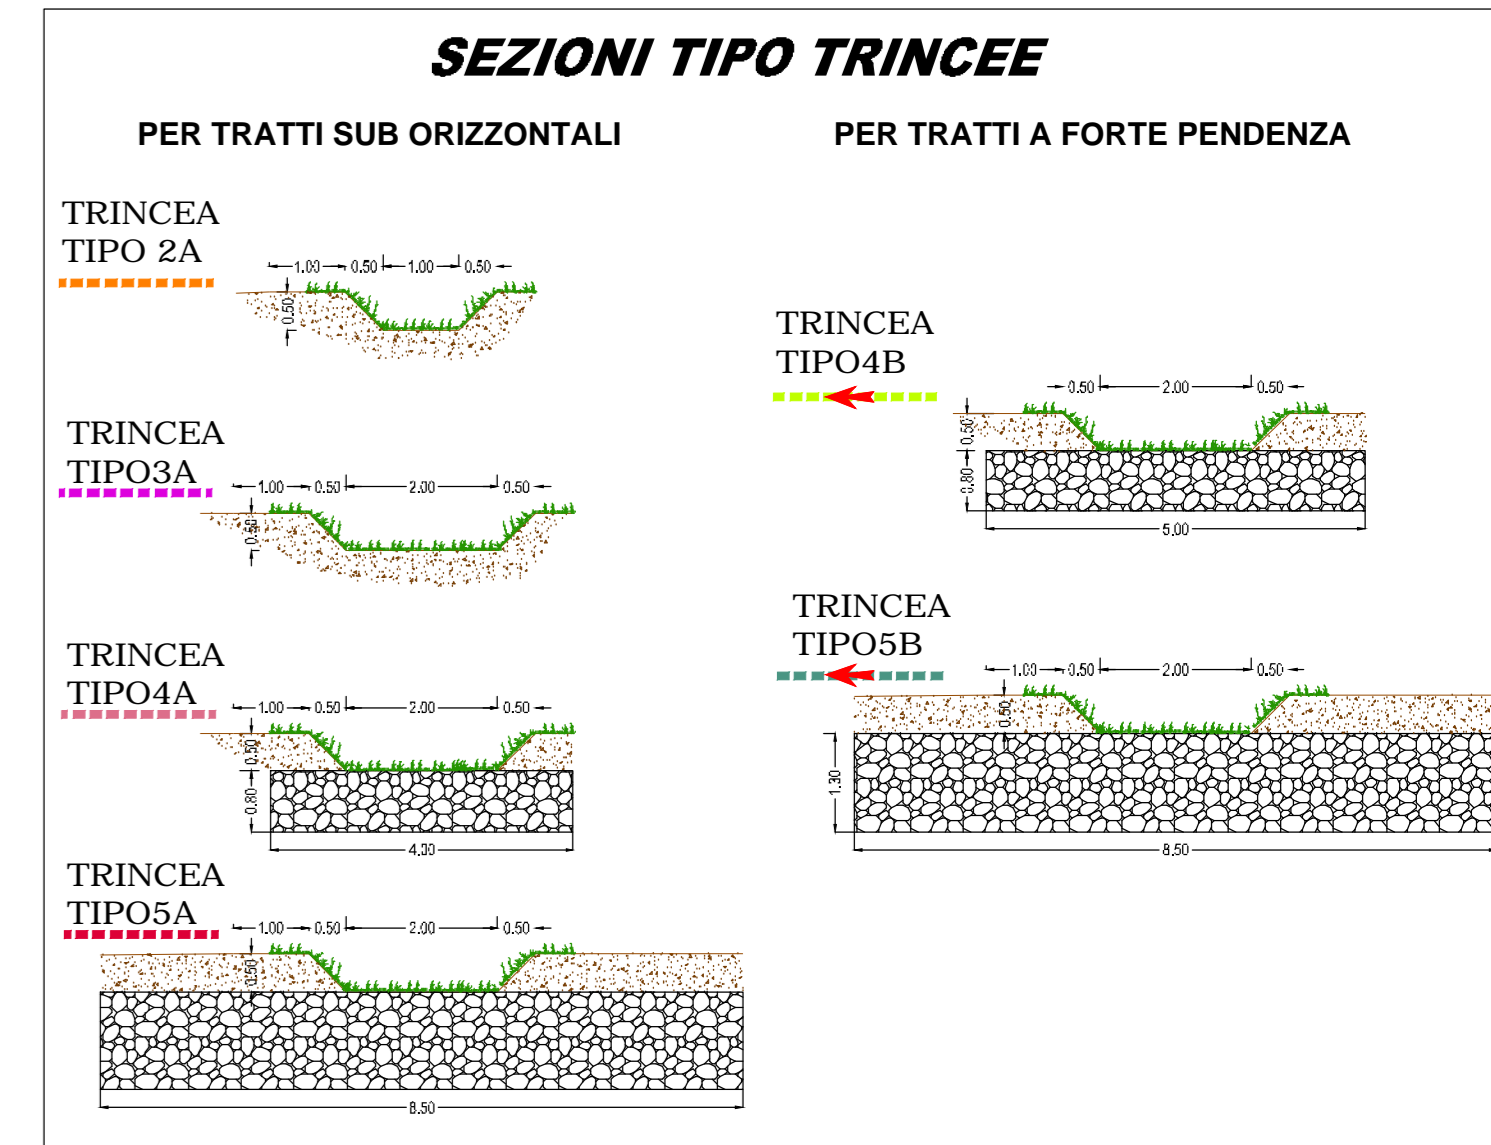 SEZIONI TIPO TRINCEE
PER TRATTI SUB ORIZZONTALI
PER TRATTI A FORTE PENDENZA
TRINCEA
TIPO 2A
1.00 0.50 1.00 0.50
0.50
TRINCEA
TIPO3A
1.00 0.50 2.00 0.50
0.50
TRINCEA
TIPO4A
1.00 0.50 2.00 0.50
0.50
0.80
4.00
TRINCEA
TIPO5A
1.00 0.50 2.00 0.50
0.50
8.50
TRINCEA
TIPO4B
0.50 2.00 0.50
0.50
0.80
5.00
TRINCEA
TIPO5B
1.00 0.50 2.00 0.50
0.50
1.30
8.50